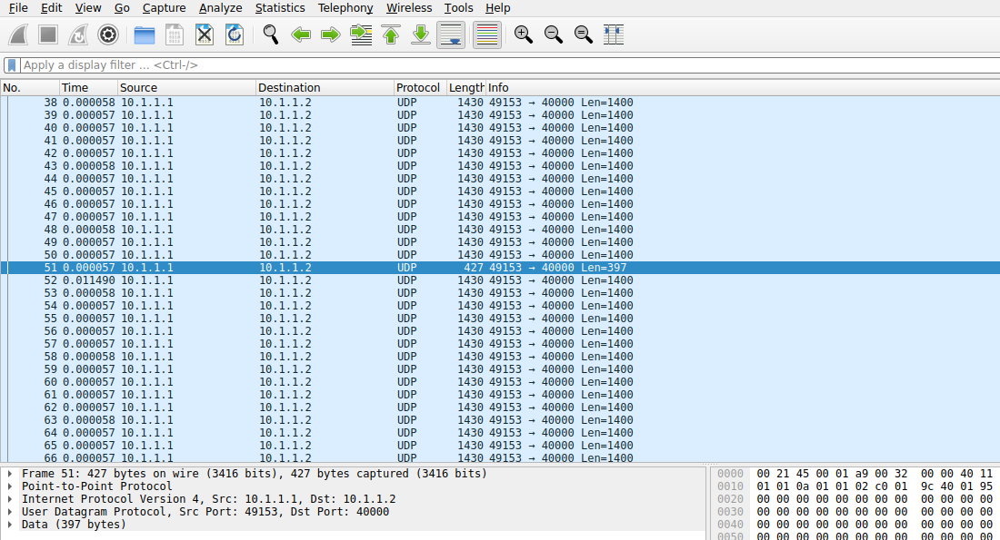 File Edit View Go Capture Analyze Statistics Telephony Wireless Tools Help
Apply a display filter ... <Ctrl-/>
No. Time Source Destination Protocol Length Info
38 0.000058 10.1.1.1 10.1.1.2 UDP 1430 49153 → 40000 Len=1400
39 0.000057 10.1.1.1 10.1.1.2 UDP 1430 49153 → 40000 Len=1400
40 0.000057 10.1.1.1 10.1.1.2 UDP 1430 49153 → 40000 Len=1400
41 0.000057 10.1.1.1 10.1.1.2 UDP 1430 49153 → 40000 Len=1400
42 0.000057 10.1.1.1 10.1.1.2 UDP 1430 49153 → 40000 Len=1400
43 0.000058 10.1.1.1 10.1.1.2 UDP 1430 49153 → 40000 Len=1400
44 0.000057 10.1.1.1 10.1.1.2 UDP 1430 49153 → 40000 Len=1400
45 0.000057 10.1.1.1 10.1.1.2 UDP 1430 49153 → 40000 Len=1400
46 0.000057 10.1.1.1 10.1.1.2 UDP 1430 49153 → 40000 Len=1400
47 0.000057 10.1.1.1 10.1.1.2 UDP 1430 49153 → 40000 Len=1400
48 0.000058 10.1.1.1 10.1.1.2 UDP 1430 49153 → 40000 Len=1400
49 0.000057 10.1.1.1 10.1.1.2 UDP 1430 49153 → 40000 Len=1400
50 0.000057 10.1.1.1 10.1.1.2 UDP 1430 49153 → 40000 Len=1400
51 0.000057 10.1.1.1 10.1.1.2 UDP 427 49153 → 40000 Len=397
52 0.011490 10.1.1.1 10.1.1.2 UDP 1430 49153 → 40000 Len=1400
53 0.000058 10.1.1.1 10.1.1.2 UDP 1430 49153 → 40000 Len=1400
54 0.000057 10.1.1.1 10.1.1.2 UDP 1430 49153 → 40000 Len=1400
55 0.000057 10.1.1.1 10.1.1.2 UDP 1430 49153 → 40000 Len=1400
56 0.000057 10.1.1.1 10.1.1.2 UDP 1430 49153 → 40000 Len=1400
57 0.000057 10.1.1.1 10.1.1.2 UDP 1430 49153 → 40000 Len=1400
58 0.000058 10.1.1.1 10.1.1.2 UDP 1430 49153 → 40000 Len=1400
59 0.000057 10.1.1.1 10.1.1.2 UDP 1430 49153 → 40000 Len=1400
60 0.000057 10.1.1.1 10.1.1.2 UDP 1430 49153 → 40000 Len=1400
61 0.000057 10.1.1.1 10.1.1.2 UDP 1430 49153 → 40000 Len=1400
62 0.000057 10.1.1.1 10.1.1.2 UDP 1430 49153 → 40000 Len=1400
63 0.000058 10.1.1.1 10.1.1.2 UDP 1430 49153 → 40000 Len=1400
64 0.000057 10.1.1.1 10.1.1.2 UDP 1430 49153 → 40000 Len=1400
65 0.000057 10.1.1.1 10.1.1.2 UDP 1430 49153 → 40000 Len=1400
66 0.000057 10.1.1.1 10.1.1.2 UDP 1430 49153 → 40000 Len=1400
Frame 51: 427 bytes on wire (3416 bits), 427 bytes captured (3416 bits)
Point-to-Point Protocol
Internet Protocol Version 4, Src: 10.1.1.1, Dst: 10.1.1.2
User Datagram Protocol, Src Port: 49153, Dst Port: 40000
Data (397 bytes)
0000 00 21 45 00 01 a9 00 32 00 00 40 11
0010 01 01 0a 01 01 02 c0 01 9c 40 01 95
0020 00 00 00 00 00 00 00 00 00 00 00 00
0030 00 00 00 00 00 00 00 00 00 00 00 00
0040 00 00 00 00 00 00 00 00 00 00 00 00
0050 00 00 00 00 00 00 00 00 00 00 00 00